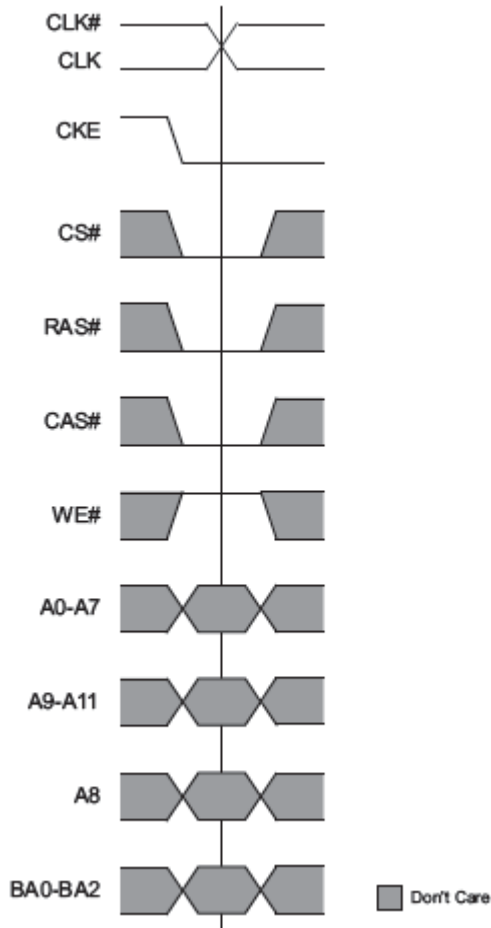 CLK#
CLK
CKE
CS#
RAS#
CAS#
WE#
A0-A7
A9-A11
A8
BA0-BA2
Don't Care